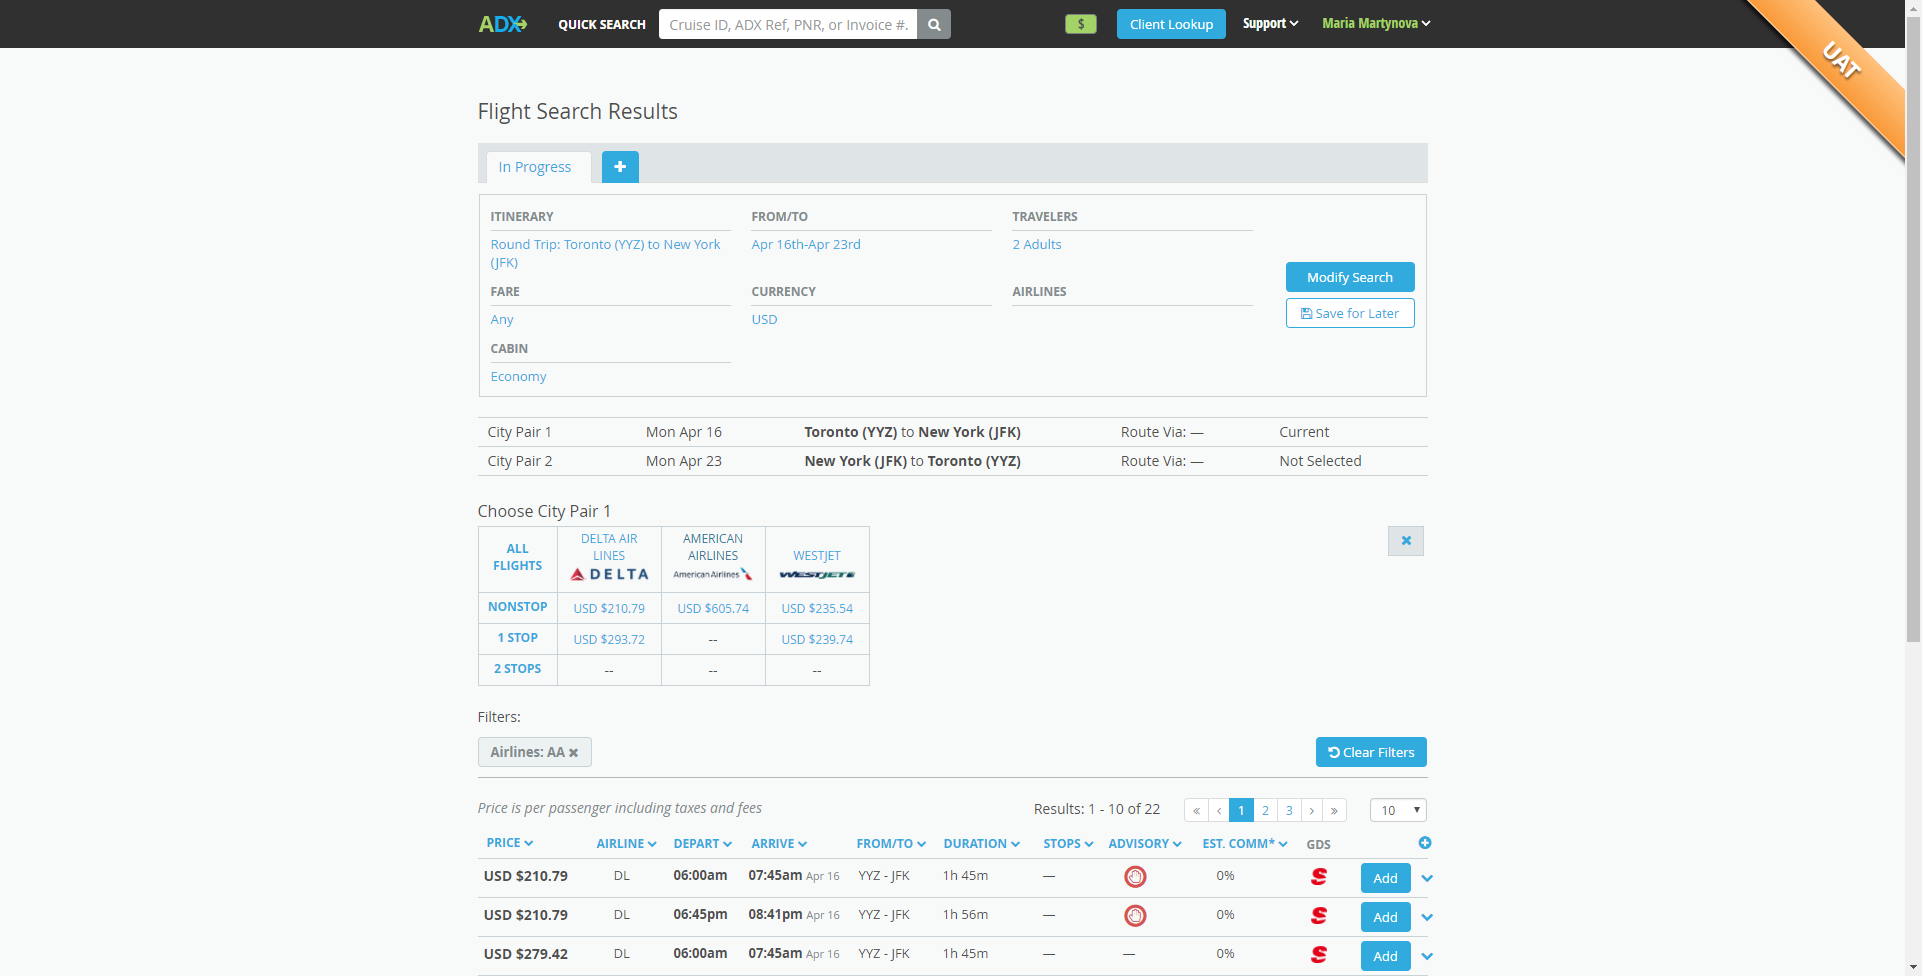 ADX QUICK SEARCH Cruise ID, ADX Ref, PNR, or Invoice #. $ Client Lookup Support Maria Martynova
UAT
Flight Search Results
In Progress
ITINERARY FROM/TO TRAVELERS
Round Trip: Toronto (YYZ) to New York Apr 16th-Apr 23rd 2 Adults
(JFK)
Modify Search
FARE CURRENCY AIRLINES
Save for Later
Any USD
CABIN
Economy
City Pair 1 Mon Apr 16 Toronto (YYZ) to New York (JFK) Route Via: — Current
City Pair 2 Mon Apr 23 New York (JFK) to Toronto (YYZ) Route Via: — Not Selected
Choose City Pair 1
ALL FLIGHTS
DELTA AIR LINES
DELTA
AMERICAN AIRLINES
American Airlines
WESTJET
WESTJET
NONSTOP USD $210.79 USD $605.74 USD $235.54
1 STOP USD $293.72 -- USD $239.74
2 STOPS -- -- --
Filters:
Airlines: AA Clear Filters
Price is per passenger including taxes and fees Results: 1 - 10 of 22 « ‹ 1 2 3 › » 10
PRICE AIRLINE DEPART ARRIVE FROM/TO DURATION STOPS ADVISORY EST. COMM* GDS
USD $210.79 DL 06:00am 07:45am Apr 16 YYZ - JFK 1h 45m — 0% Add
USD $210.79 DL 06:45pm 08:41pm Apr 16 YYZ - JFK 1h 56m — 0% Add
USD $279.42 DL 06:00am 07:45am Apr 16 YYZ - JFK 1h 45m — — 0% Add